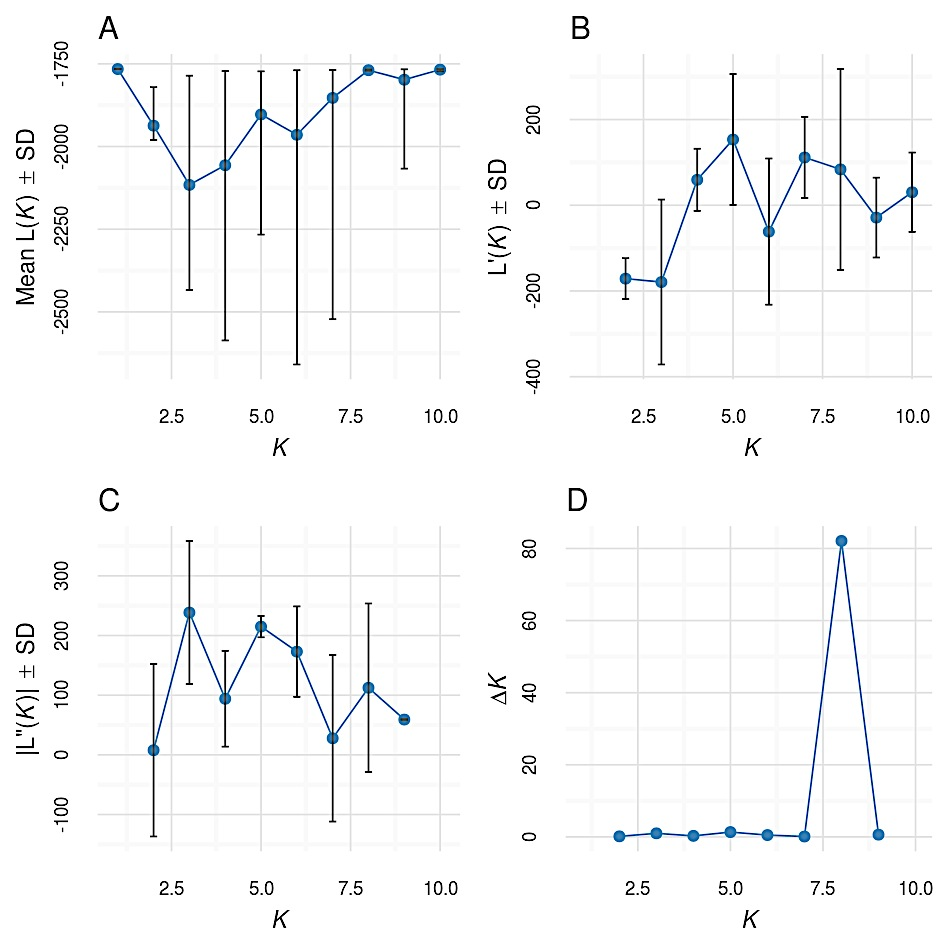 A
Mean L(K) ± SD
-1750
-2000
-2250
-2500
2.5 5.0 7.5 10.0
K
B
L'(K) ± SD
200
0
-200
-400
2.5 5.0 7.5 10.0
K
C
|L"(K)| ± SD
300
200
100
0
-100
2.5 5.0 7.5 10.0
K
D
ΔK
80
60
40
20
0
2.5 5.0 7.5 10.0
K